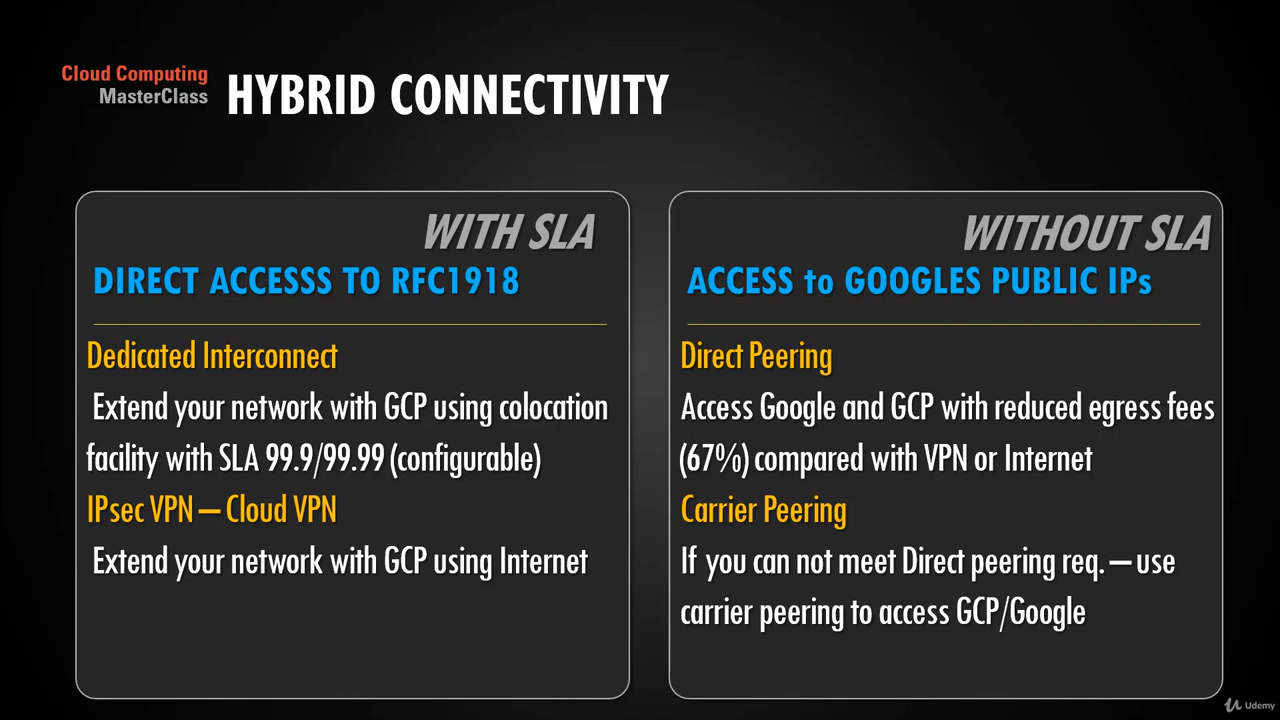 Cloud Computing
MasterClass
HYBRID CONNECTIVITY
WITH SLA
DIRECT ACCESSS TO RFC1918
Dedicated Interconnect
Extend your network with GCP using colocation
facility with SLA 99.9/99.99 (configurable)
IPsec VPN – Cloud VPN
Extend your network with GCP using Internet
WITHOUT SLA
ACCESS to GOOGLES PUBLIC IPs
Direct Peering
Access Google and GCP with reduced egress fees
(67%) compared with VPN or Internet
Carrier Peering
If you can not meet Direct peering req. – use
carrier peering to access GCP/Google
Udemy